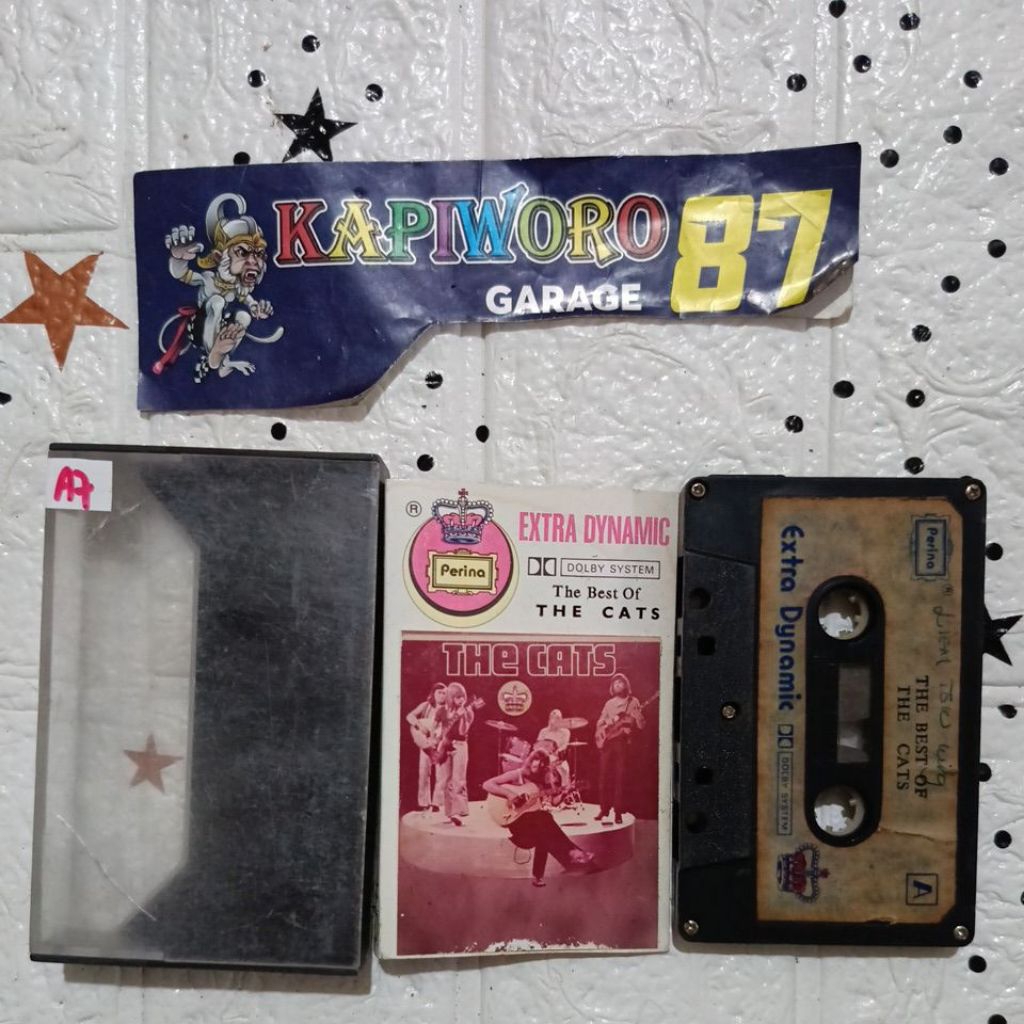 KAPIWORO 87
GARAGE
A7
®
EXTRA DYNAMIC
Perina
DOLBY SYSTEM
The Best Of
THE CATS
THE CATS
Perina ®
THE BEST OF
THE CATS
Extra Dynamic
DOLBY SYSTEM
A